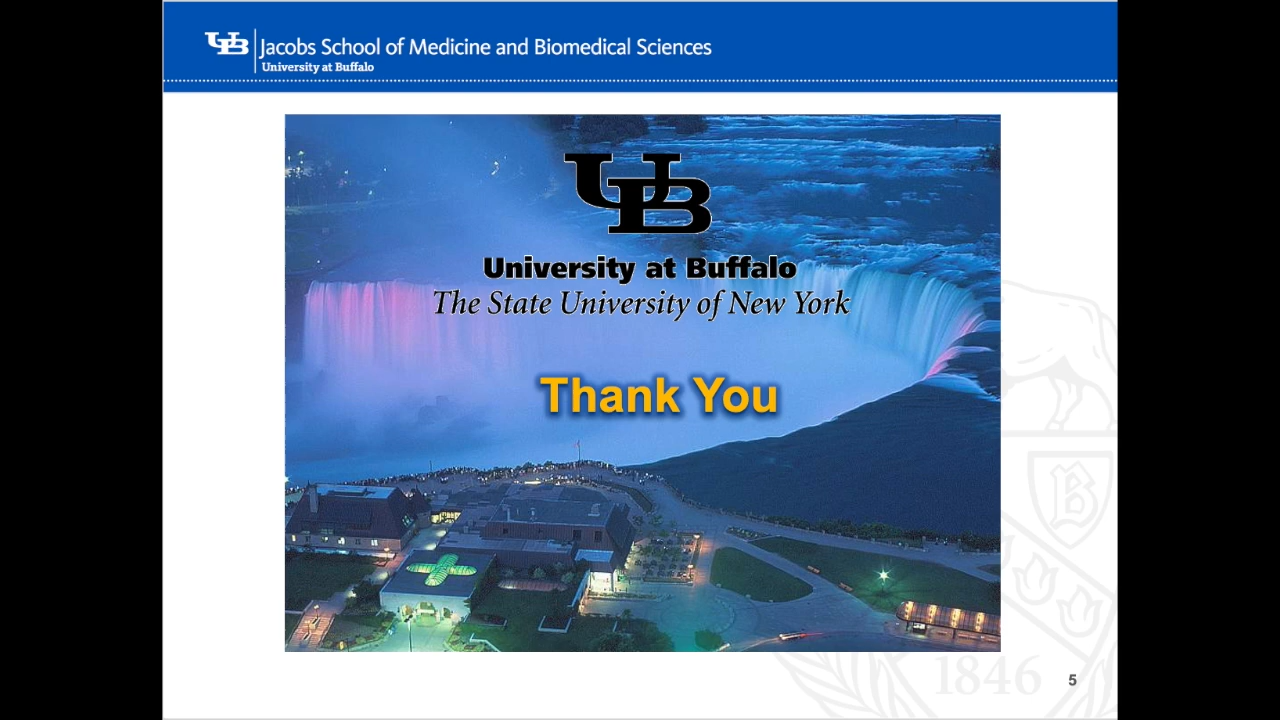 UB Jacobs School of Medicine and Biomedical Sciences
University at Buffalo
UB
University at Buffalo
The State University of New York
Thank You
B
1846
5